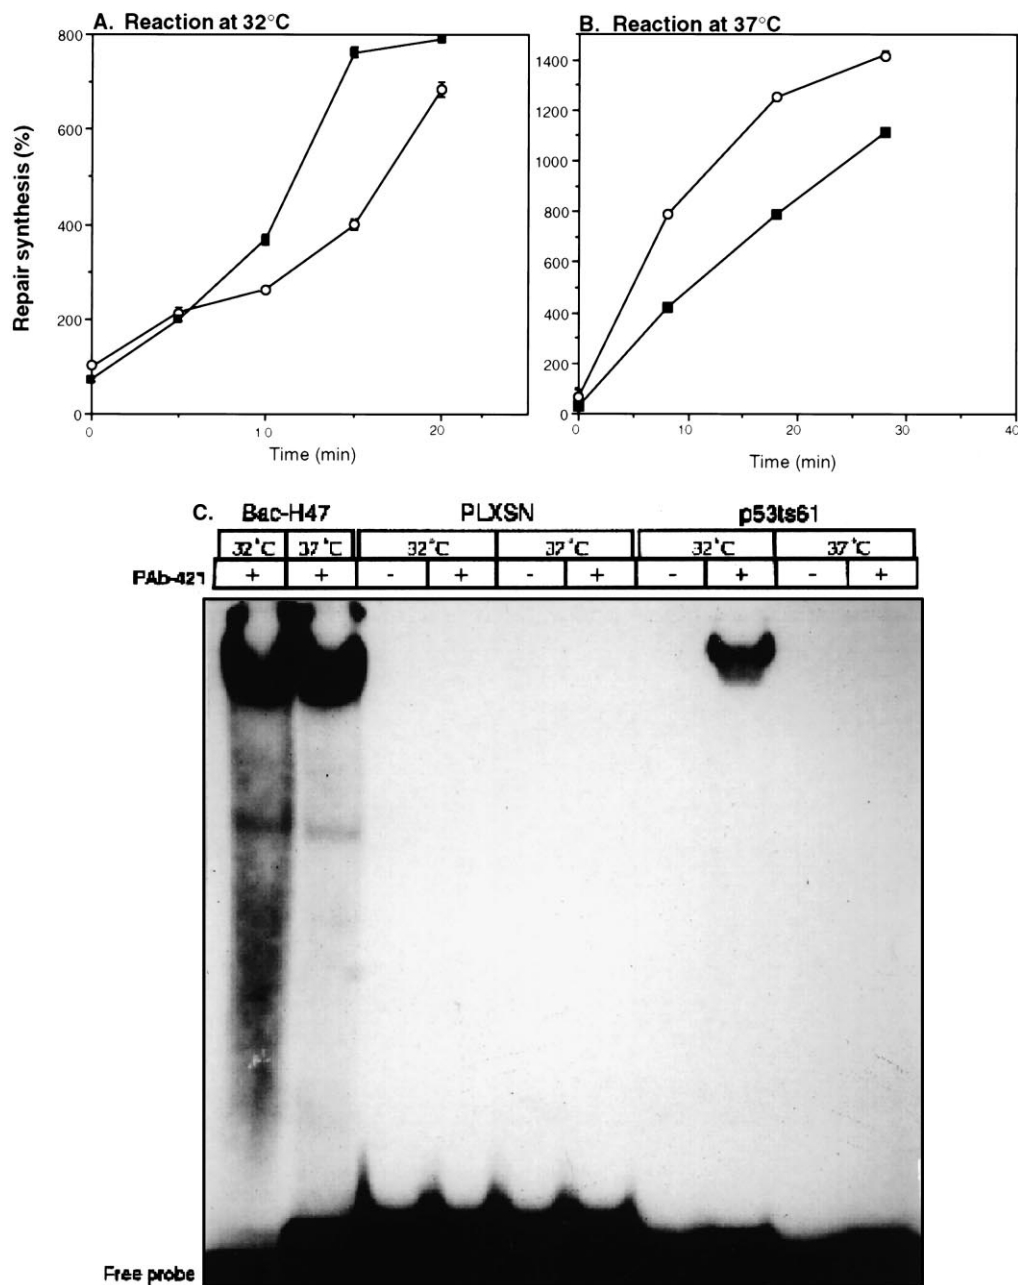 A. Reaction at 32°C
800
600
400
200
0
0
10
20
Time (min)
Repair synthesis (%)
B. Reaction at 37°C
1400
1200
1000
800
600
400
200
0
0
10
20
30
40
Time (min)
C. Bac-H47 PLXSN p53ts61
32°C 37°C 32°C 37°C 32°C 37°C
PAb-421 + + - + - + - + - +
Free probe